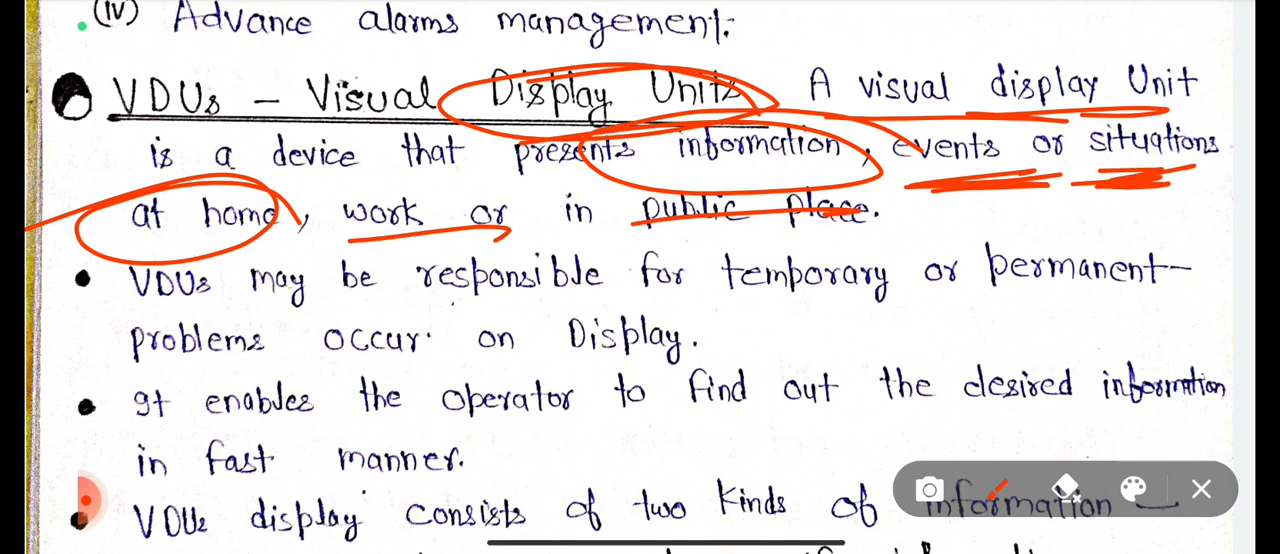 (iv) Advance alarms management:
VDUs – Visual Display Units A visual display Unit
is a device that presents information, events or situations
at home, work or in public place.
• VDUs may be responsible for temporary or permanent
problems occur on Display.
• It enables the operator to find out the desired information
in fast manner.
• VDUs display consists of two kinds of information –